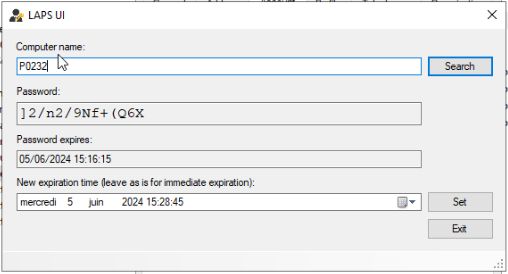 LAPS UI
Computer name:
P0232
Search
Password:
]2/n2/9Nf+(Q6X
Password expires:
05/06/2024 15:16:15
New expiration time (leave as is for immediate expiration):
mercredi 5 juin 2024 15:28:45
Set
Exit